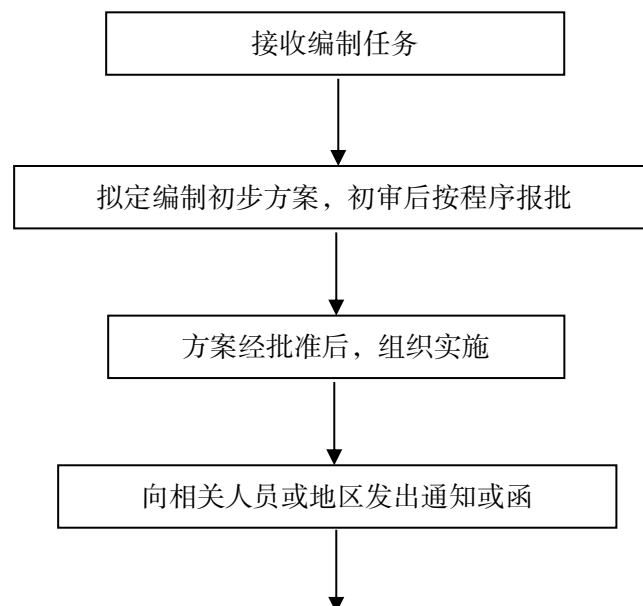 接收编制任务
拟定编制初步方案，初审后按程序报批
方案经批准后，组织实施
向相关人员或地区发出通知或函